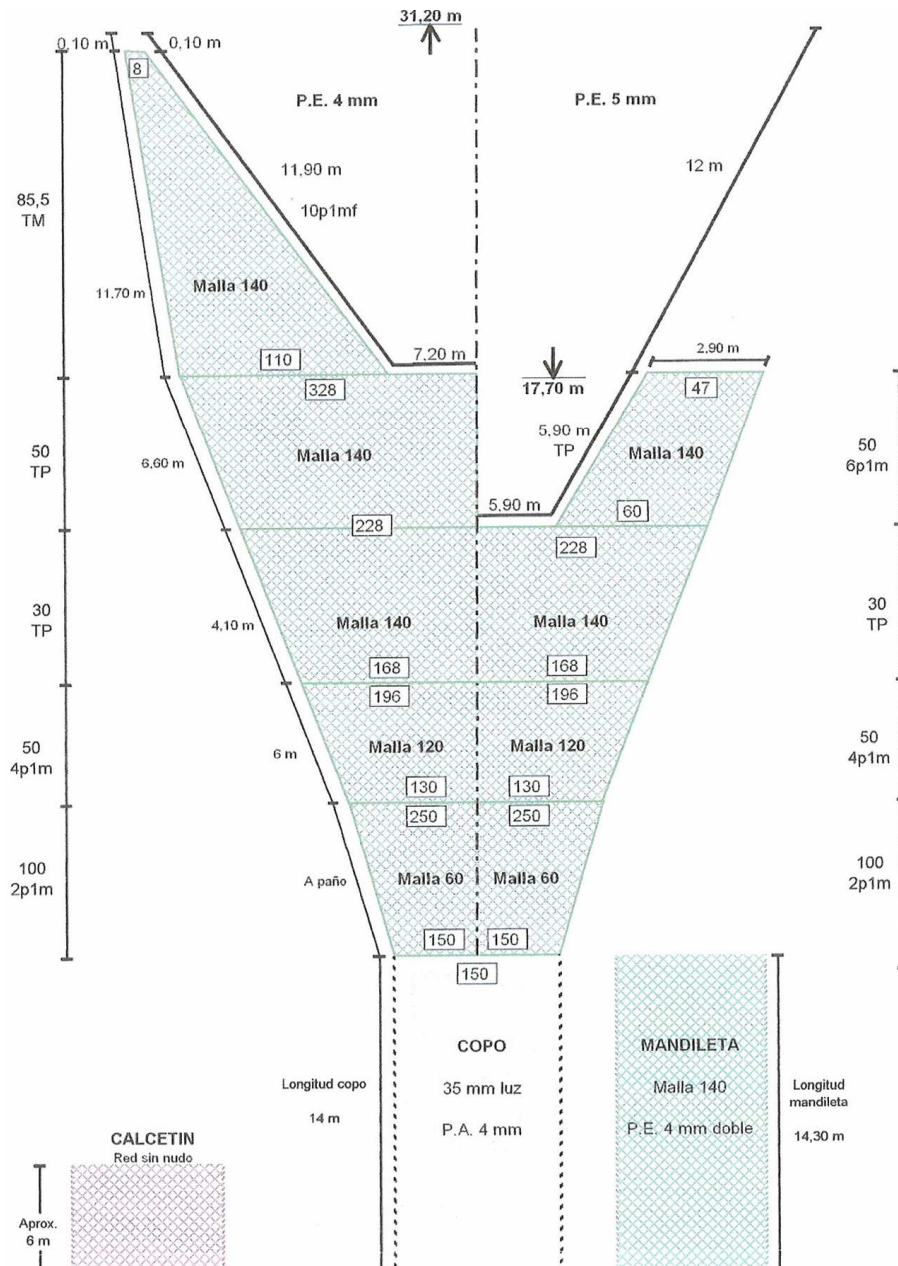 31,20 m
0,10 m
0,10 m
8
P.E. 4 mm
P.E. 5 mm
11,90 m
12 m
10p1mf
85,5
TM
Malla 140
11,70 m
110
7,20 m
2,90 m
328
17,70 m
47
5,90 m
TP
50
TP
6,60 m
Malla 140
Malla 140
50
6p1m
5,90 m
60
228
228
30
TP
4,10 m
Malla 140
Malla 140
30
TP
168
168
196
196
50
4p1m
6 m
Malla 120
Malla 120
50
4p1m
130
130
250
250
100
2p1m
A paño
Malla 60
Malla 60
100
2p1m
150
150
150
COPO
35 mm luz
P.A. 4 mm
MANDILETA
Malla 140
P.E. 4 mm doble
Longitud copo
14 m
Longitud
mandileta
14,30 m
CALCETIN
Red sin nudo
Aprox.
6 m